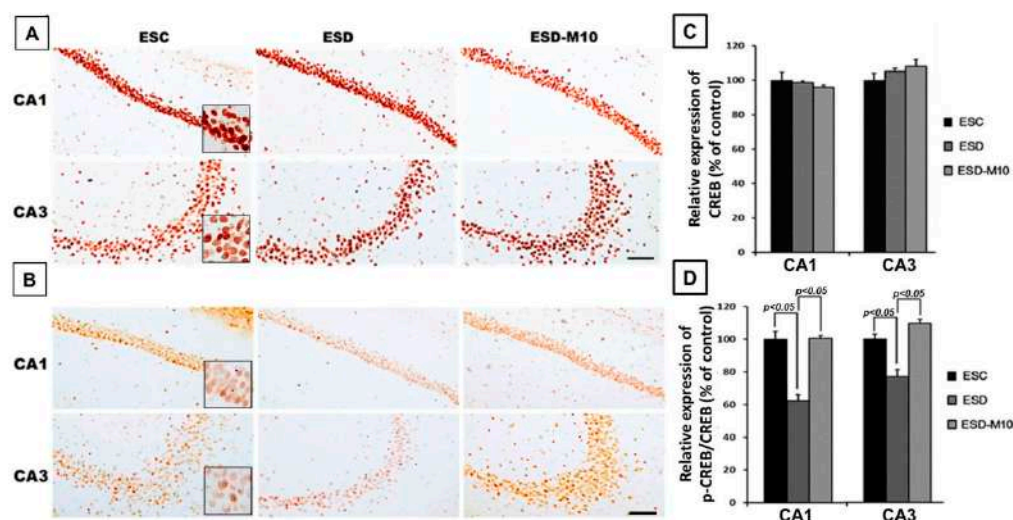 A
ESC
ESD
ESD-M10
CA1
CA3
B
CA1
CA3
C
Relative expression of
CREB (% of control)
120
100
80
60
40
20
0
CA1
CA3
ESC
ESD
ESD-M10
D
Relative expression of
p-CREB/CREB (% of control)
120
100
80
60
40
20
0
p<0.05
p<0.05
p<0.05
p<0.05
CA1
CA3
ESC
ESD
ESD-M10